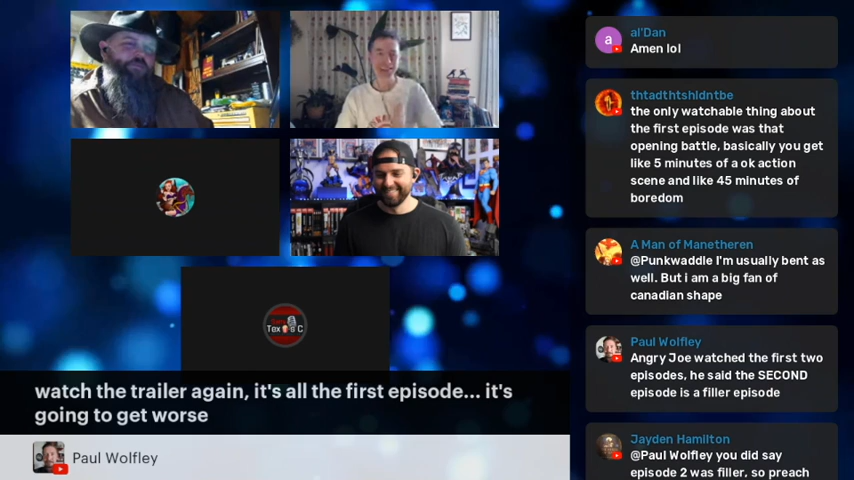 al'Dan
Amen lol
thtadthtshldntbe
the only watchable thing about
the first episode was that
opening battle, basically you get
like 5 minutes of a ok action
scene and like 45 minutes of
boredom
A Man of Manetheren
@Punkwaddle I'm usually bent as
well. But i am a big fan of
canadian shape
Paul Wolfley
Angry Joe watched the first two
episodes, he said the SECOND
episode is a filler episode
Jayden Hamilton
@Paul Wolfley you did say
episode 2 was filler, so preach
watch the trailer again, it's all the first episode... it's
going to get worse
Paul Wolfley